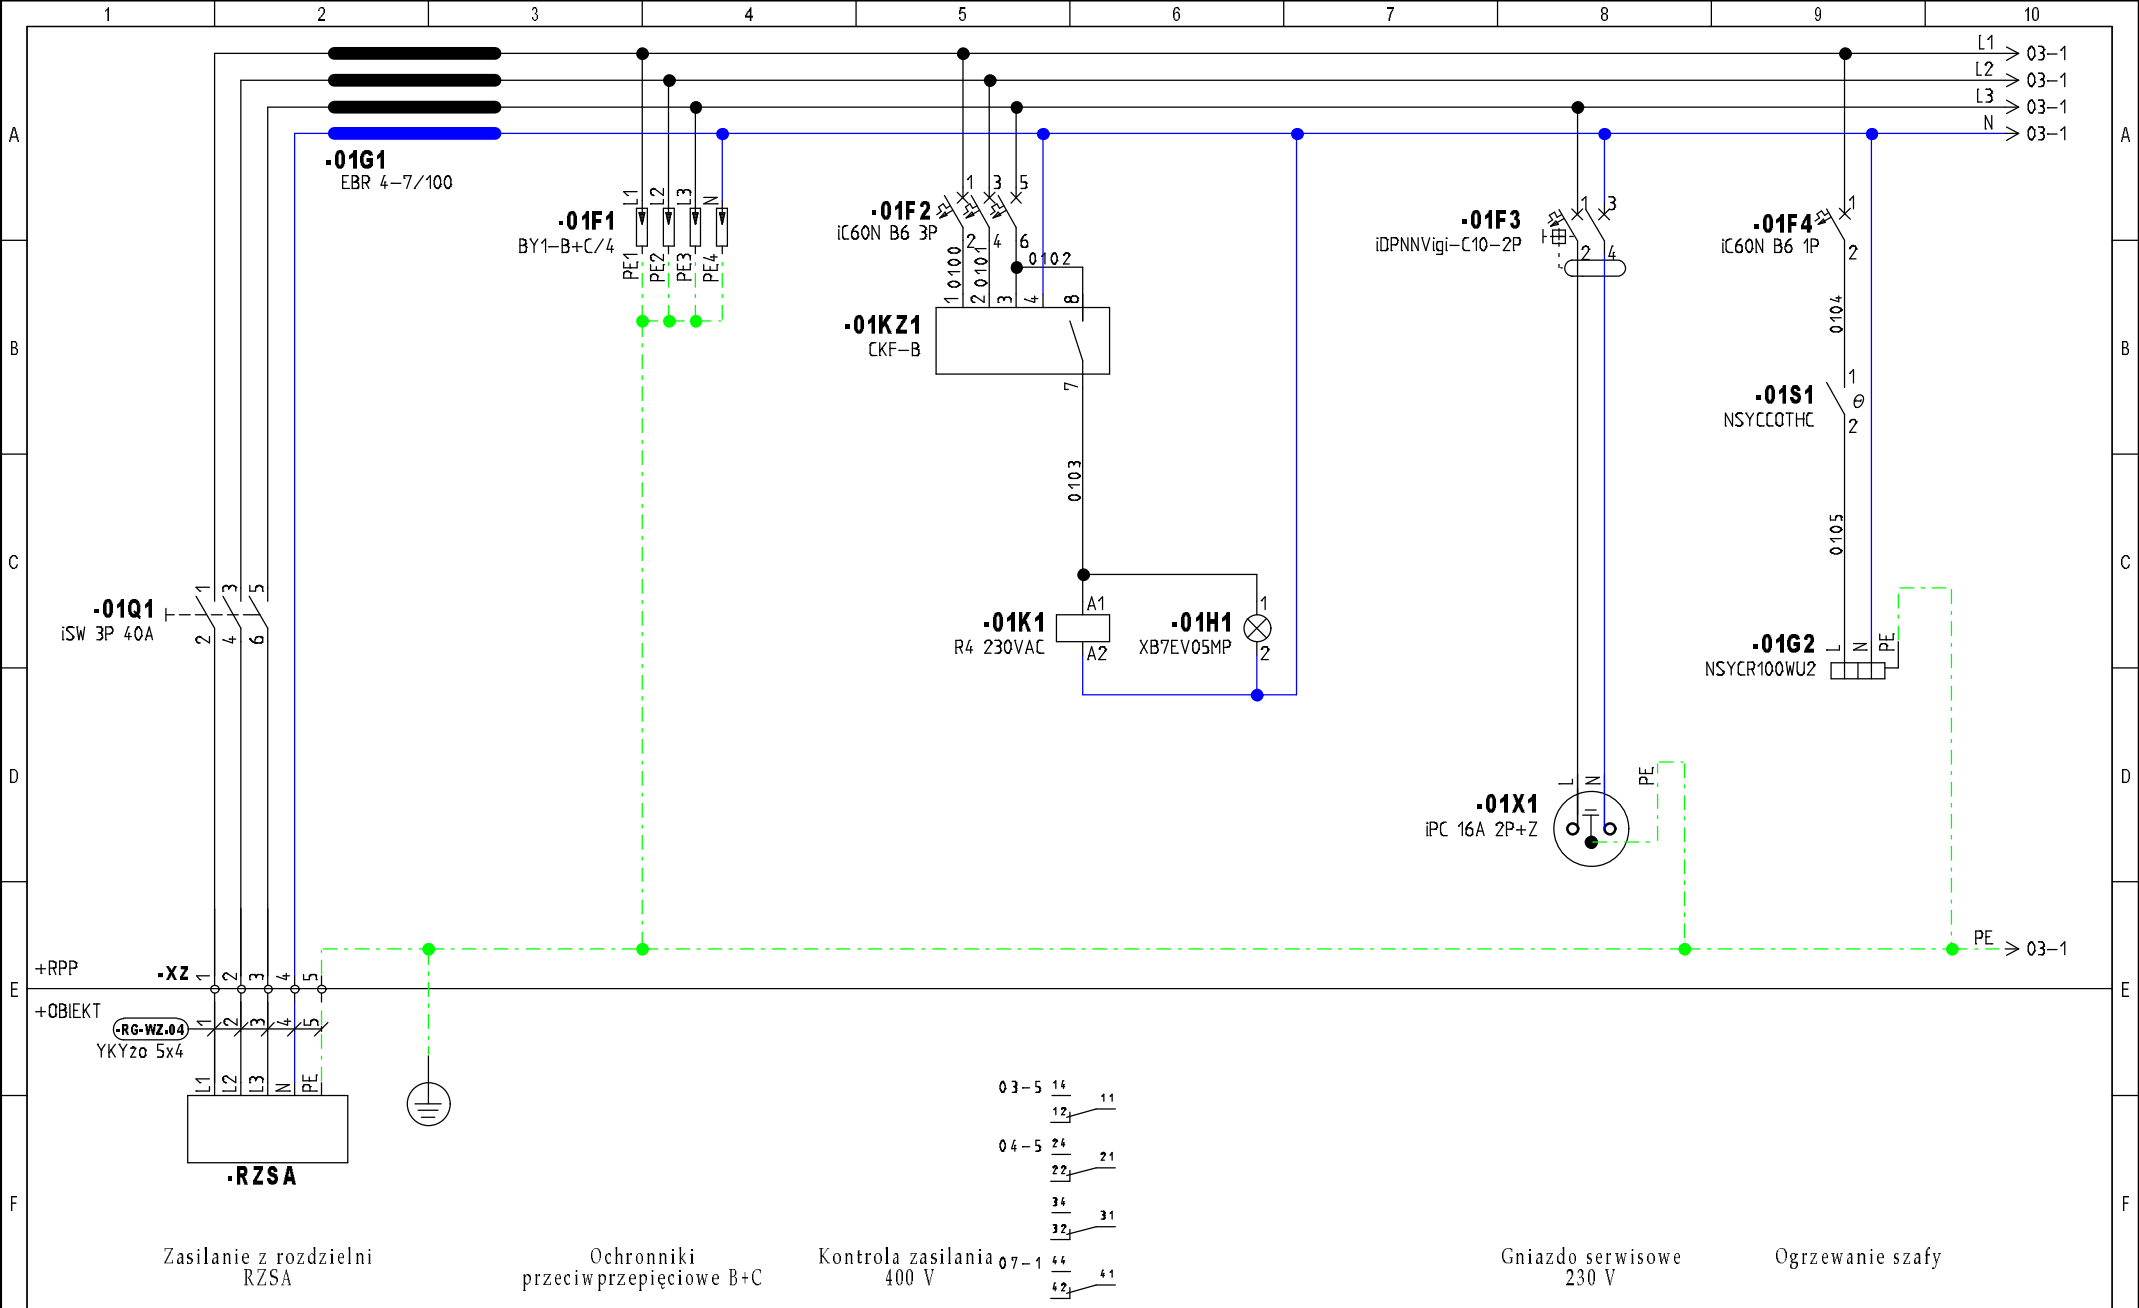 1 2 3 4 5 6 7 8 9 10
L1 03-1
L2 03-1
L3 03-1
N 03-1
A A
-01G1
EBR 4-7/100
L1 L2 L3 N
-01F1
BY1-B+C/4
PE1 PE2 PE3 PE4
1 3 5
-01F2
iC60N B6 3P
2 4 6
0100 0101 0102
1 2 3 4 8
-01KZ1
CKF-B
7
0103
1 3
-01F3
iDPNNVigi-C10-2P
2 4
1
-01F4
iC60N B6 1P
2
0104
B B
1
-01S1
NSYCCOTHC
Θ
2
0105
C C
1 3 5
-01Q1
iSW 3P 40A
2 4 6
A1
-01K1
R4 230VAC
A2
1
-01H1
XB7EV05MP
2
L N PE
-01G2
NSYCR100WU2
D D
L N PE
-01X1
iPC 16A 2P+Z
PE 03-1
+RPP
-XZ 1 2 3 4 5
E E
+OBIEKT
-RG-WZ.04 1 2 3 4 5
YKYżo 5x4
L1 L2 L3 N PE
-RZSA
03-5 14
12 11
04-5 24
22 21
34
32 31
07-1 44
42 41
F F
Zasilanie z rozdzielni
RZSA
Ochronniki
przeciwprzepięciowe B+C
Kontrola zasilania
400 V
Gniazdo serwisowe
230 V
Ogrzewanie szafy